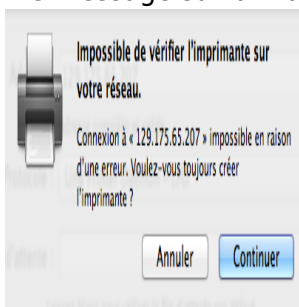 Impossible de vérifier l'imprimante sur
votre réseau.
Connexion à « 129.175.65.207 » impossible en raison
d'une erreur. Voulez-vous toujours créer
l'imprimante ?
Annuler
Continuer